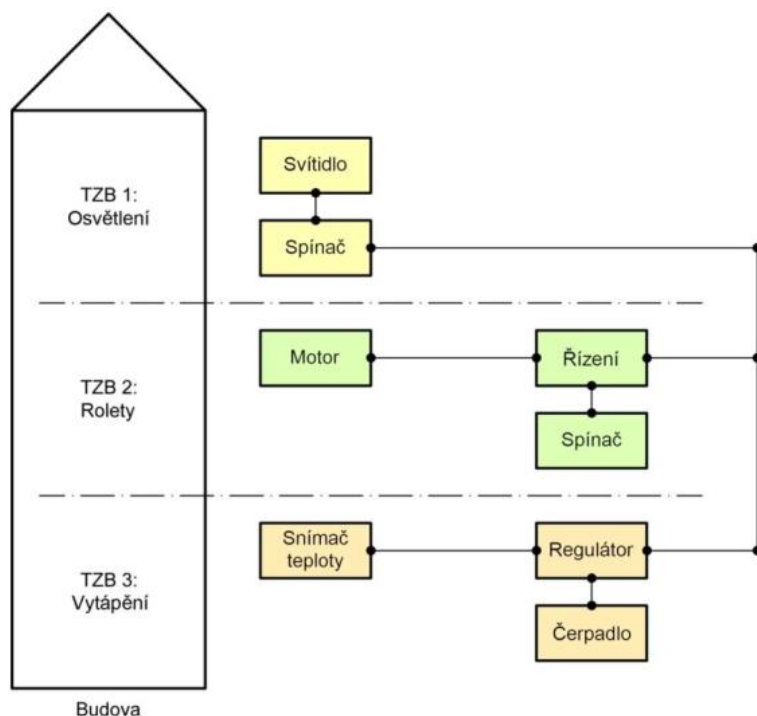 TZB 1:
Osvětlení
Svítidlo
Spínač
TZB 2:
Rolety
Motor
Řízení
Spínač
TZB 3:
Vytápění
Snímač
teploty
Regulátor
Čerpadlo
Budova